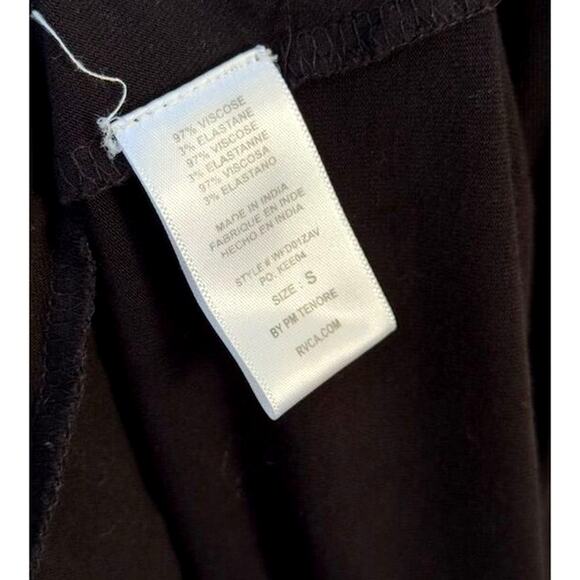 97% VISCOSE
3% ELASTANE
97% VISCOSE
3% ELASTANNE
97% VISCOSA
3% ELASTANO
MADE IN INDIA
FABRIQUE EN INDE
HECHO EN INDIA
STYLE# WFD01ZAV
PO. KEE04
SIZE : S
BY PM TENORE
RVCA.COM